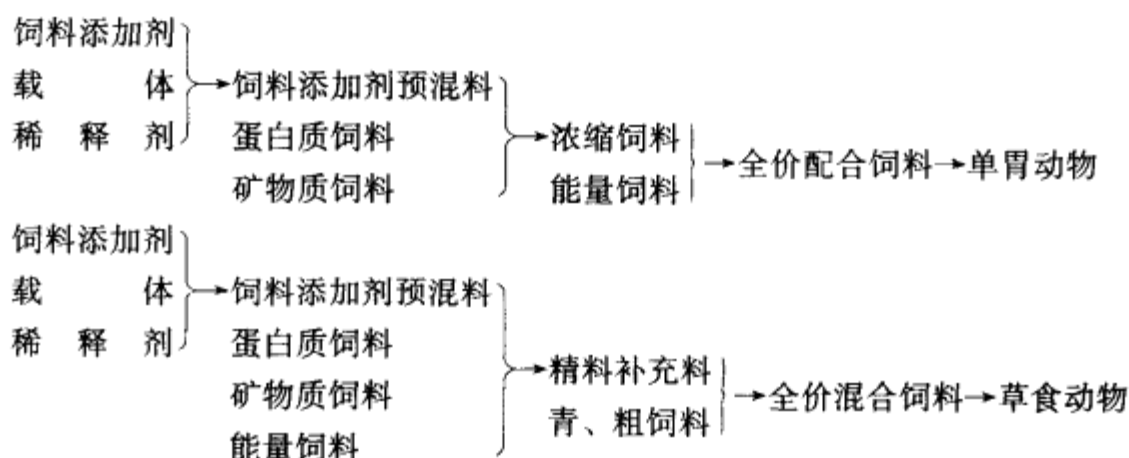 饲料添加剂
载 体 → 饲料添加剂预混料
稀 释 剂 蛋白质饲料 → 浓缩饲料
矿物质饲料 能量饲料 → 全价配合饲料 → 单胃动物
饲料添加剂
载 体 → 饲料添加剂预混料
稀 释 剂 蛋白质饲料 → 精料补充料
矿物质饲料 青、粗饲料 → 全价混合饲料 → 草食动物
能量饲料